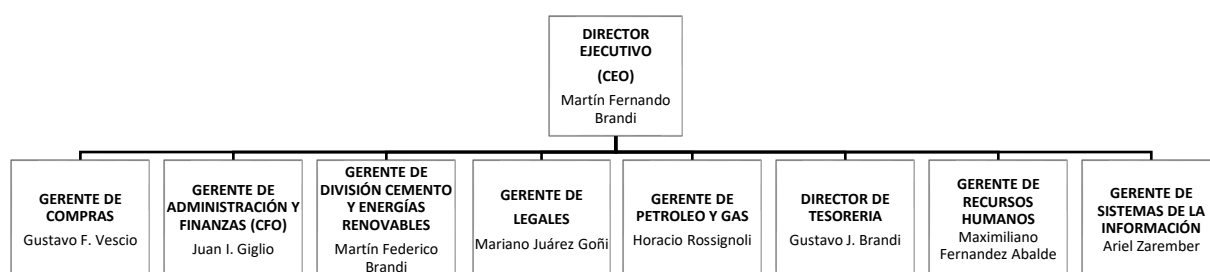 DIRECTOR
EJECUTIVO
(CEO)
Martín Fernando
Brandi
GERENTE DE
COMPRAS
Gustavo F. Vescio
GERENTE DE
ADMINISTRACIÓN Y
FINANZAS (CFO)
Juan I. Giglio
GERENTE DE
DIVISIÓN CEMENTO
Y ENERGÍAS
RENOVABLES
Martín Federico
Brandi
GERENTE DE
LEGALES
Mariano Juárez Goñi
GERENTE DE
PETROLEO Y GAS
Horacio Rossignoli
DIRECTOR DE
TESORERIA
Gustavo J. Brandi
GERENTE DE
RECURSOS
HUMANOS
Maximiliano
Fernandez Abalde
GERENTE DE
SISTEMAS DE LA
INFORMACIÓN
Ariel Zarember